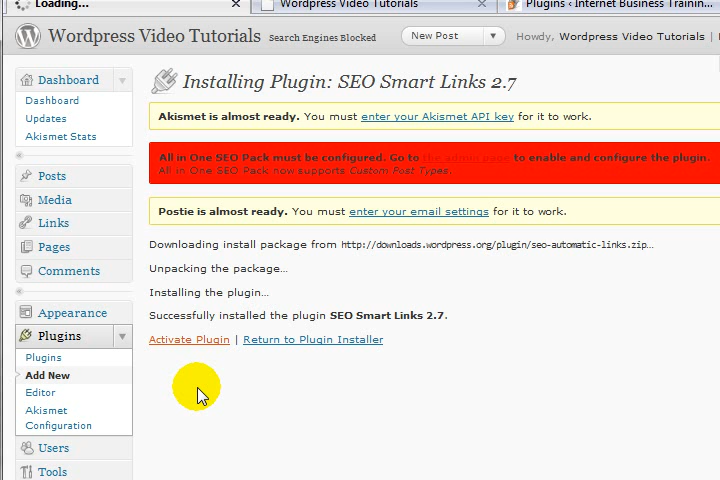 Loading...
Wordpress Video Tutorials
Plugins ‹ Internet Business Trainin...
Wordpress Video Tutorials Search Engines Blocked
New Post
Howdy, Wordpress Video Tutorials |
Dashboard
Dashboard
Updates
Akismet Stats
Posts
Media
Links
Pages
Comments
Appearance
Plugins
Plugins
Add New
Editor
Akismet
Configuration
Users
Tools
Installing Plugin: SEO Smart Links 2.7
Akismet is almost ready. You must enter your Akismet API key for it to work.
All in One SEO Pack must be configured. Go to the admin page to enable and configure the plugin.
All in One SEO Pack now supports Custom Post Types.
Postie is almost ready. You must enter your email settings for it to work.
Downloading install package from http://downloads.wordpress.org/plugin/seo-automatic-links.zip…
Unpacking the package…
Installing the plugin…
Successfully installed the plugin SEO Smart Links 2.7.
Activate Plugin | Return to Plugin Installer